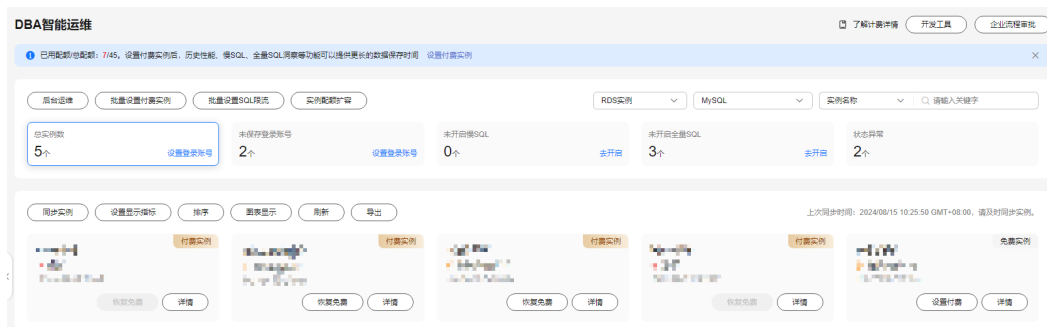 DBA智能运维
了解计费详情 开发工具 企业流程审批
已用配额/总配额：7/45。设置付费实例后，历史性能、慢SQL、全量SQL洞察等功能可以提供更长的数据保存时间 设置付费实例
后台运维 批量设置付费实例 批量设置SQL限流 实例配额扩容 RDS实例 MySQL 实例名称 请输入关键字
总实例数 未保存登录账号 未开启慢SQL 未开启全量SQL 状态异常
5个 设置登录账号 2个 设置登录账号 0个 去开启 3个 去开启 2个
同步实例 设置显示指标 排序 图表显示 刷新 导出 上次同步时间：2024/08/15 10:25:50 GMT+08:00，请及时同步实例。
付费实例 付费实例 付费实例 付费实例 免费实例
恢复免费 详情 恢复免费 详情 恢复免费 详情 恢复免费 详情 设置付费 详情